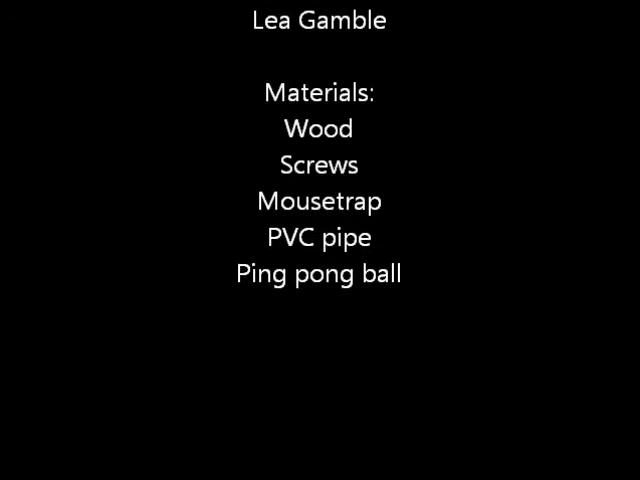 Lea Gamble
Materials:
Wood
Screws
Mousetrap
PVC pipe
Ping pong ball